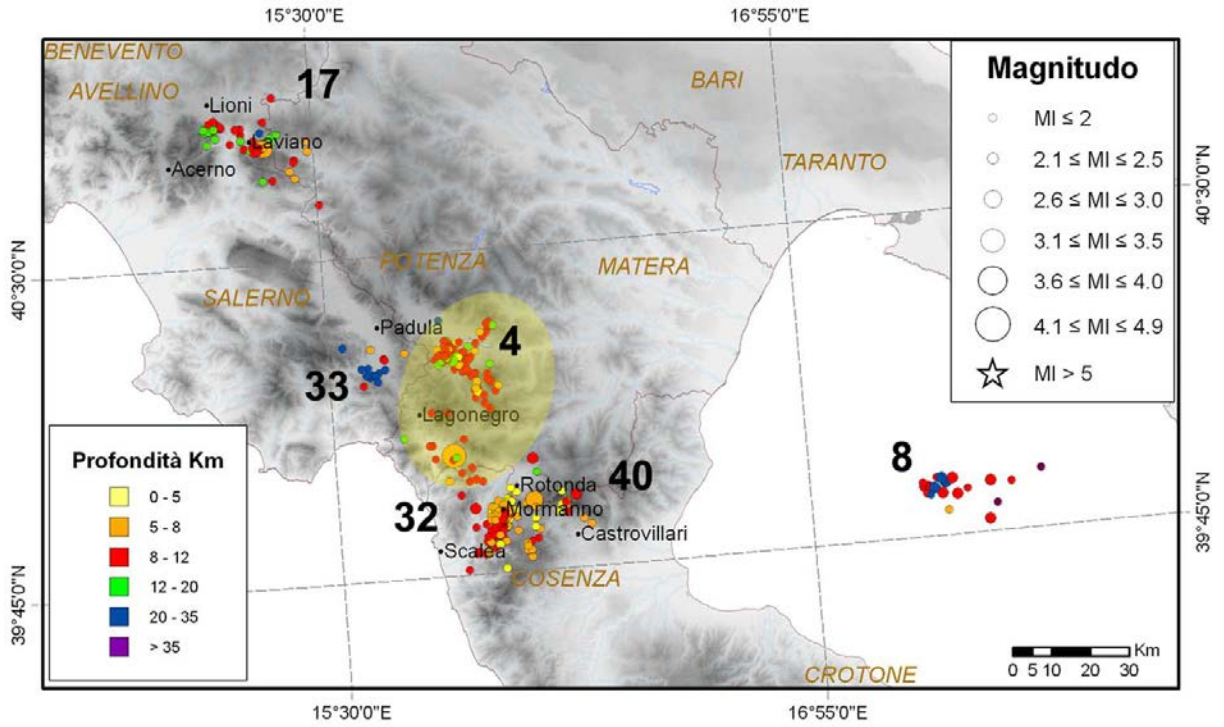 15°30'0"E
16°55'0"E
BENEVENTO
AVELLINO
17
BARI
Lioni
Laviano
Acerno
TARANTO
Magnitudo
Ml ≤ 2
2.1 ≤ Ml ≤ 2.5
2.6 ≤ Ml ≤ 3.0
3.1 ≤ Ml ≤ 3.5
3.6 ≤ Ml ≤ 4.0
4.1 ≤ Ml ≤ 4.9
Ml > 5
40°30'0"N
40°30'0"N
POTENZA
MATERA
SALERNO
Padula
4
33
Lagonegro
8
Profondità Km
0 - 5
5 - 8
8 - 12
12 - 20
20 - 35
> 35
40
Rotonda
32
Mormanno
Castrovillari
Scalea
COSENZA
39°45'0"N
39°45'0"N
Km
0 5 10 20 30
CROTONE
15°30'0"E
16°55'0"E